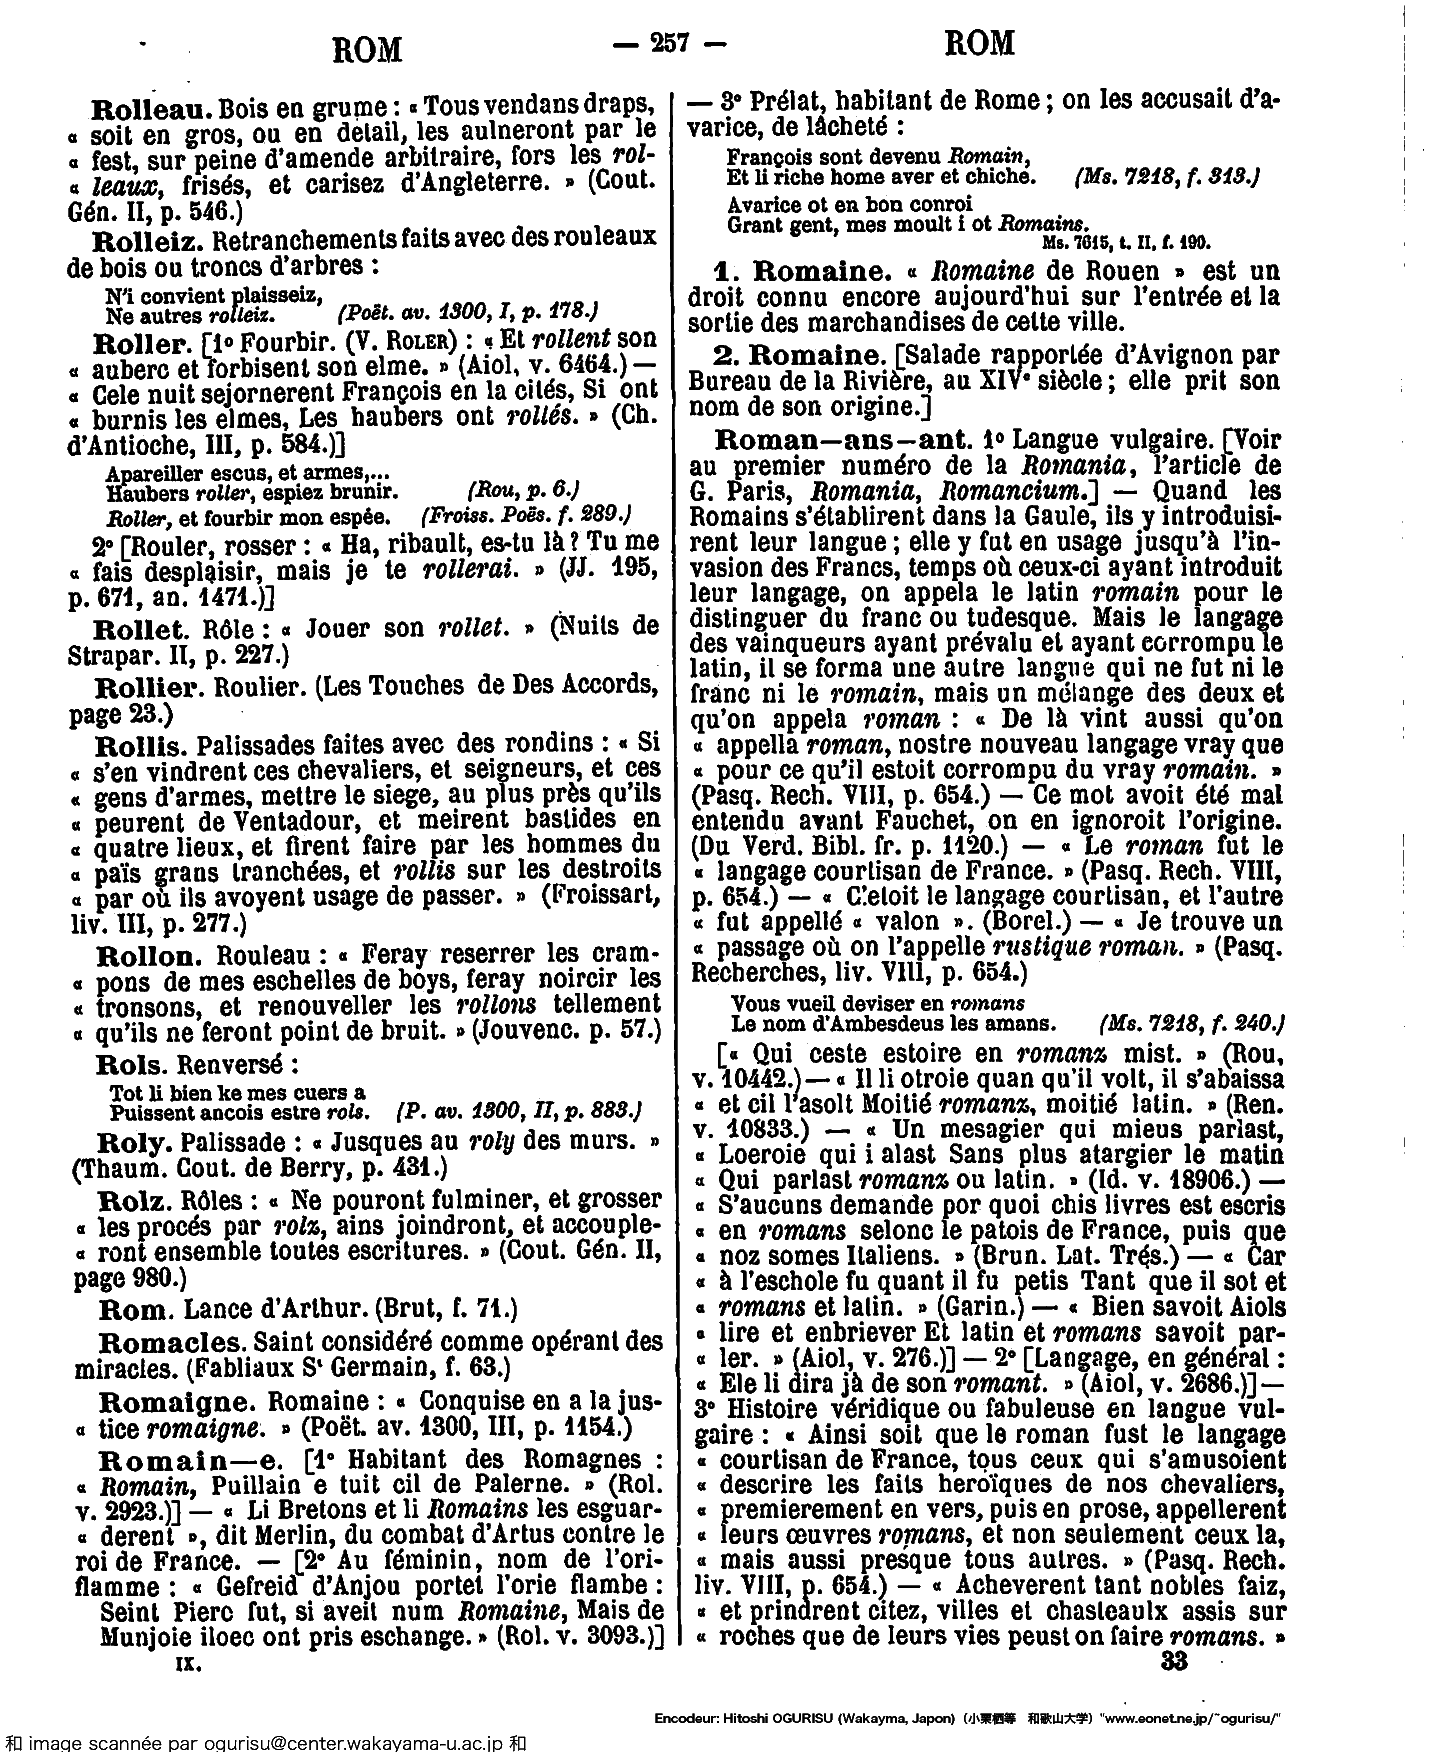 ROM — 257 — ROM
Rolleau. Bois en grume : « Tous vendans draps,
« soit en gros, ou en detail, les aulneront par le
« fest, sur peine d'amende arbitraire, fors les rol-
« leaux, frisés, et carisez d'Angleterre. » (Cout.
Gén. II, p. 546.)
Rolleiz. Retranchements faits avec des rouleaux
de bois ou troncs d'arbres :
N'i convient plaisseiz,
Ne autres rolleiz. (Poët. av. 1300, I, p. 178.)
Roller. [1º Fourbir. (V. ROLER) : « Et rollent son
« auberc et forbisent son elme. » (Aiol, v. 6464.) —
« Cele nuit sejornerent François en la cités, Si ont
« burnis les elmes, Les haubers ont rollés. » (Ch.
d'Antioche, III, p. 584.)]
Apareiller escus, et armes,...
Haubers roller, espiez brunir. (Rou, p. 6.)
Roller, et fourbir mon espée. (Froiss. Poës. f. 289.)
2º [Rouler, rosser : « Ha, ribault, es-tu là ? Tu me
« fais desplaisir, mais je te rollerai. » (JJ. 195,
p. 671, an. 1471.)]
Rollet. Rôle : « Jouer son rollet. » (Nuits de
Strapar. II, p. 227.)
Rollier. Roulier. (Les Touches de Des Accords,
page 23.)
Rollis. Palissades faites avec des rondins : « Si
« s'en vindrent ces chevaliers, et seigneurs, et ces
« gens d'armes, mettre le siege, au plus près qu'ils
« peurent de Ventadour, et meirent bastides en
« quatre lieux, et firent faire par les hommes du
« païs grans tranchées, et rollis sur les destroits
« par où ils avoyent usage de passer. » (Froissart,
liv. III, p. 277.)
Rollon. Rouleau : « Feray reserrer les cram-
« pons de mes eschelles de boys, feray noircir les
« tronsons, et renouveller les rollons tellement
« qu'ils ne feront point de bruit. » (Jouvenc. p. 57.)
Rols. Renversé :
Tot li bien ke mes cuers a
Puissent ancois estre rols. (P. av. 1300, II, p. 883.)
Roly. Palissade : « Jusques au roly des murs. »
(Thaum. Cout. de Berry, p. 431.)
Rolz. Rôles : « Ne pouront fulminer, et grosser
« les procés par rolz, ains joindront, et accouple-
« ront ensemble toutes escritures. » (Cout. Gén. II,
page 980.)
Rom. Lance d'Arthur. (Brut, f. 71.)
Romacles. Saint considéré comme opérant des
miracles. (Fabliaux Sᵗ Germain, f. 63.)
Romaigne. Romaine : « Conquise en a la jus-
« tice romaigne. » (Poët. av. 1300, III, p. 1154.)
Romain—e. [1º Habitant des Romagnes :
« Romain, Puillain e tuit cil de Palerne. » (Rol.
v. 2923.)] — « Li Bretons et li Romains les esguar-
« derent », dit Merlin, du combat d'Artus contre le
roi de France. — [2º Au féminin, nom de l'ori-
flamme : « Gefreid d'Anjou portet l'orie flambe :
Seint Piere fut, si aveit num Romaine, Mais de
Munjoie iloec ont pris eschange. » (Rol. v. 3093.)]
IX.
— 3º Prélat, habitant de Rome ; on les accusait d'a-
varice, de lâcheté :
François sont devenu Romain,
Et li riche home aver et chiche. (Ms. 7218, f. 313.)
Avarice ot en bon conroi
Grant gent, mes moult i ot Romains.
Ms. 7615, t. II, f. 190.
1. Romaine. « Romaine de Rouen » est un
droit connu encore aujourd'hui sur l'entrée et la
sortie des marchandises de cette ville.
2. Romaine. [Salade rapportée d'Avignon par
Bureau de la Rivière, au XIVᵉ siècle ; elle prit son
nom de son origine.]
Roman—ans—ant. 1º Langue vulgaire. [Voir
au premier numéro de la Romania, l'article de
G. Paris, Romania, Romancium.] — Quand les
Romains s'établirent dans la Gaule, ils y introduisi-
rent leur langue ; elle y fut en usage jusqu'à l'in-
vasion des Francs, temps où ceux-ci ayant introduit
leur langage, on appela le latin romain pour le
distinguer du franc ou tudesque. Mais le langage
des vainqueurs ayant prévalu et ayant corrompu le
latin, il se forma une autre langue qui ne fut ni le
franc ni le romain, mais un mélange des deux et
qu'on appela roman : « De là vint aussi qu'on
« appella roman, nostre nouveau langage vray que
« pour ce qu'il estoit corrompu du vray romain. »
(Pasq. Rech. VIII, p. 654.) — Ce mot avoit été mal
entendu avant Fauchet, on en ignoroit l'origine.
(Du Verd. Bibl. fr. p. 1120.) — « Le roman fut le
« langage courtisan de France. » (Pasq. Rech. VIII,
p. 654.) — « C'etoit le langage courtisan, et l'autre
« fut appellé « valon ». (Borel.) — « Je trouve un
« passage où on l'appelle rustique roman. » (Pasq.
Recherches, liv. VIII, p. 654.)
Vous vueil deviser en romans
Le nom d'Ambesdeus les amans. (Ms. 7218, f. 240.)
[« Qui ceste estoire en romanz mist. » (Rou,
v. 10442.) — « Il li otroie quan qu'il volt, il s'abaissa
« et cil l'asolt Moitié romanz, moitié latin. » (Ren.
v. 10833.) — « Un mesagier qui mieus parlast,
« Loeroie qui i alast Sans plus atargier le matin
« Qui parlast romanz ou latin. » (Id. v. 18906.) —
« S'aucuns demande por quoi chis livres est escris
« en romans selonc le patois de France, puis que
« noz somes Italiens. » (Brun. Lat. Trés.) — « Car
« à l'eschole fu quant il fu petis Tant que il sot et
« romans et latin. » (Garin.) — « Bien savoit Aiols
« lire et enbriever Et latin et romans savoit par-
« ler. » (Aiol, v. 276.)] — 2º [Langage, en général :
« Ele li dira jà de son romant. » (Aiol, v. 2686.)] —
3º Histoire véridique ou fabuleuse en langue vul-
gaire : « Ainsi soit que le roman fust le langage
« courtisan de France, tous ceux qui s'amusoient
« descrire les faits heroïques de nos chevaliers,
« premierement en vers, puis en prose, appellerent
« leurs œuvres romans, et non seulement ceux la,
« mais aussi presque tous autres. » (Pasq. Rech.
liv. VIII, p. 654.) — « Acheverent tant nobles faiz,
« et prindrent citez, villes et chasteaulx assis sur
« roches que de leurs vies peust on faire romans. »
33
Encodeur: Hitoshi OGURISU (Wakayma, Japon) (小栗栖等 和歌山大学) "www.eonet.ne.jp/~ogurisu/"
和 image scannée par ogurisu@center.wakayama-u.ac.jp 和